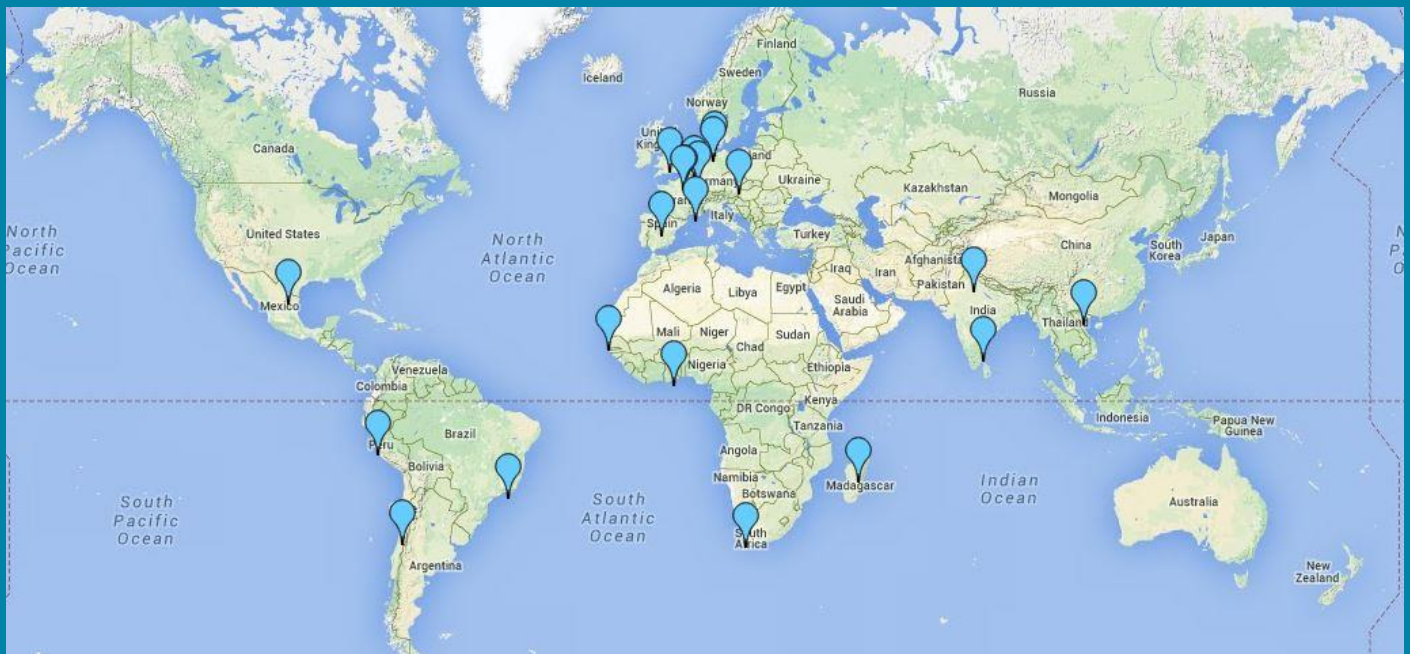 Finland
Sweden
Iceland
Norway
Russia
Canada
Ukraine
Kazakhstan
Mongolia
United States
North
Pacific
Ocean
North
Atlantic
Ocean
Spain
Italy
Turkey
China
South
Korea
Japan
Iraq
Iran
Pakistan
Algeria
Libya
Egypt
Saudi
Arabia
India
Mexico
Mali
Niger
Chad
Sudan
Thailand
Nigeria
Ethiopia
Venezuela
Colombia
DR Congo
Kenya
Tanzania
Indonesia
Papua New
Guinea
Peru
Brazil
Bolivia
Angola
Namibia
Botswana
Madagascar
Indian
Ocean
Australia
South
Pacific
Ocean
South
Atlantic
Ocean
South
Africa
Argentina
New
Zealand